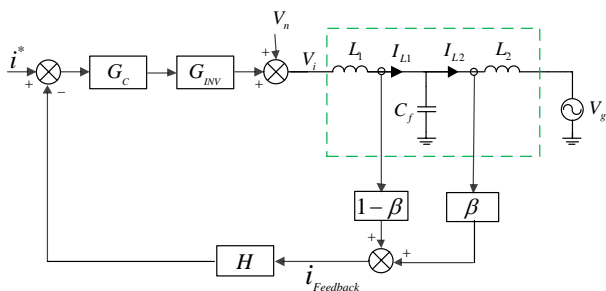 V_n
i^*
+
−
G_C
G_INV
+
+
V_i
L_1
I_L1
I_L2
L_2
C_f
V_g
1−β
β
+
+
H
i_Feedback